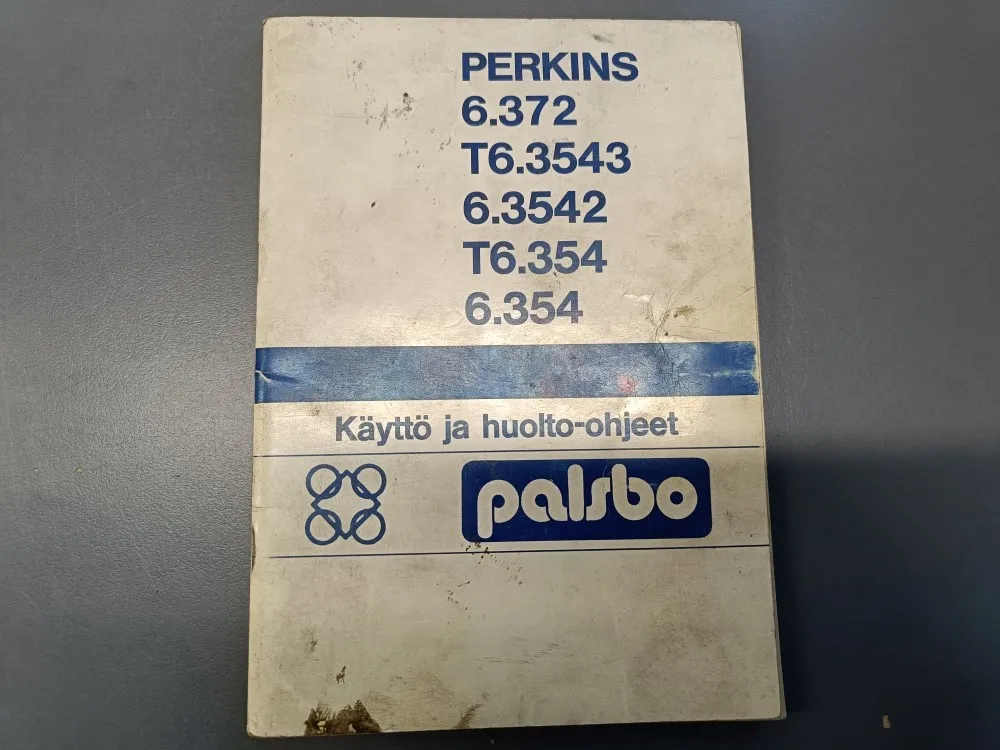 PERKINS
6.372
T6.3543
6.3542
T6.354
6.354
Käyttö ja huolto-ohjeet
palsbo